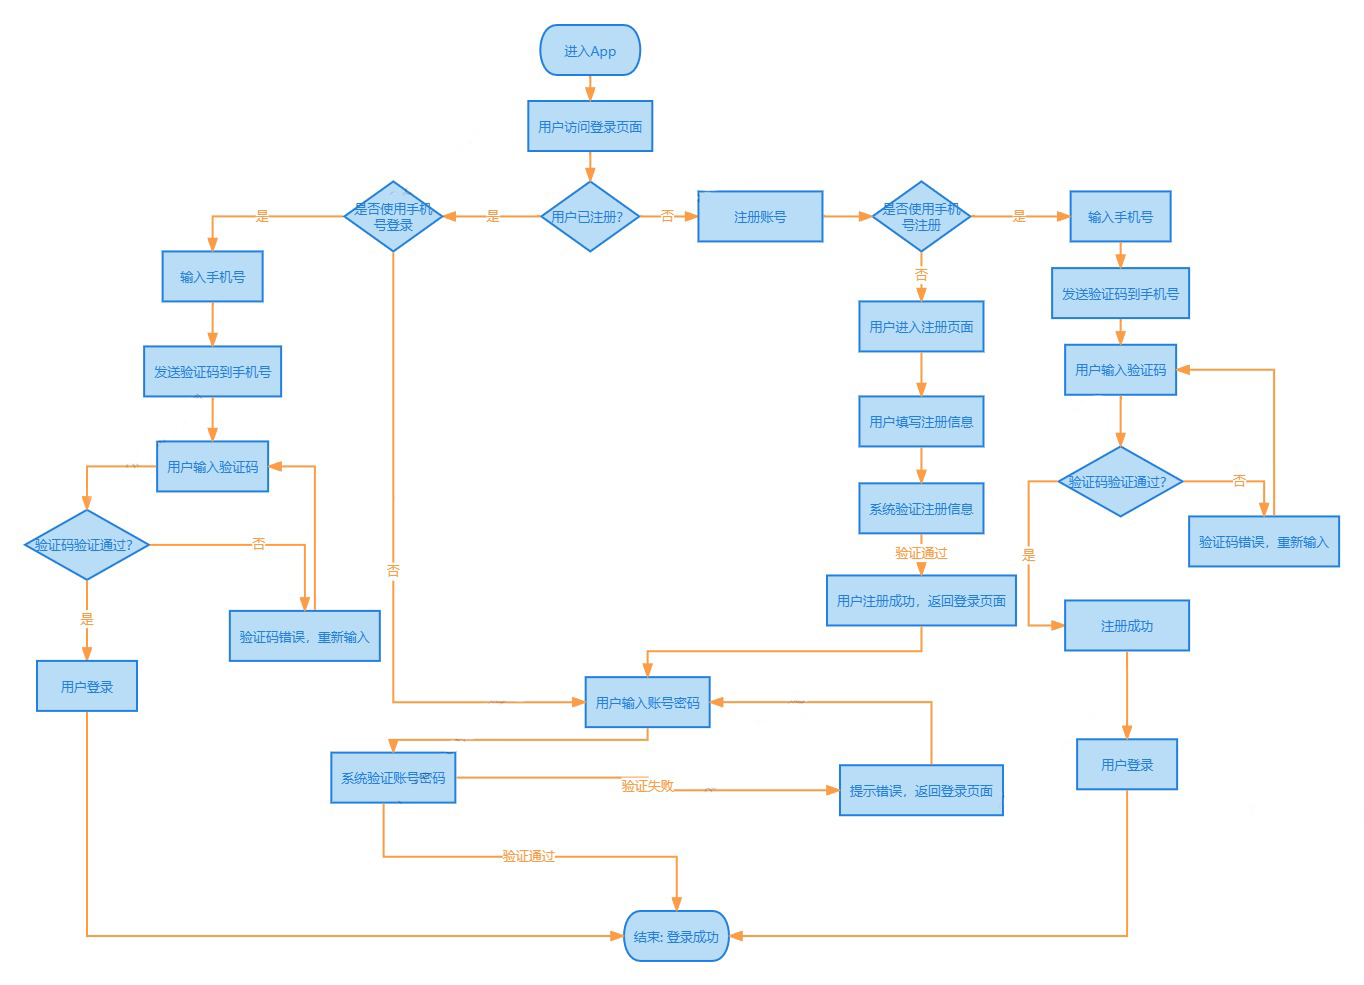 进入App
用户访问登录页面
是否使用手机
号登录
是
是
用户已注册?
否
注册账号
是否使用手机
号注册
是
输入手机号
输入手机号
否
发送验证码到手机号
用户进入注册页面
发送验证码到手机号
用户输入验证码
用户填写注册信息
用户输入验证码
验证码验证通过?
否
系统验证注册信息
验证码验证通过?
否
验证码错误，重新输入
验证通过
是
否
用户注册成功，返回登录页面
是
注册成功
验证码错误，重新输入
用户登录
用户输入账号密码
用户登录
系统验证账号密码
验证失败
提示错误，返回登录页面
验证通过
结束: 登录成功